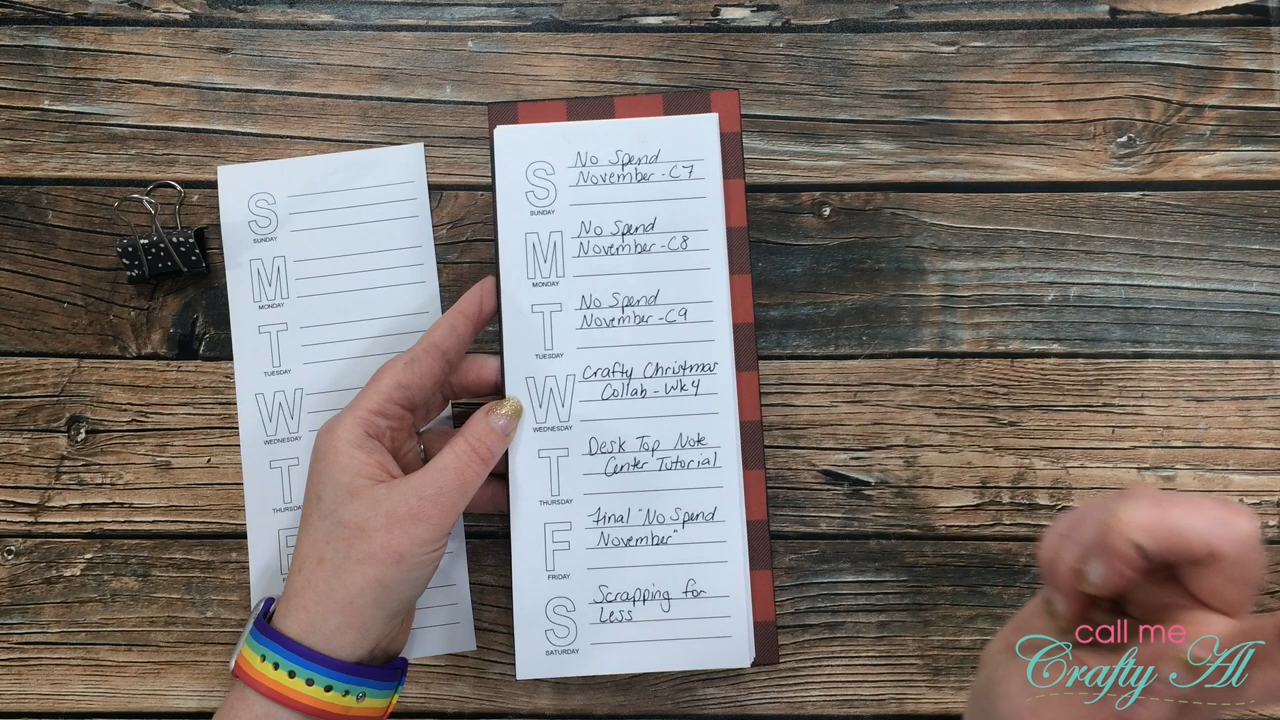 S
SUNDAY
M
MONDAY
T
TUESDAY
W
WEDNESDAY
T
THURSDAY
F
S
SUNDAY
No Spend
November - C7
M
MONDAY
No Spend
November - C8
T
TUESDAY
No Spend
November - C9
W
WEDNESDAY
Crafty Christmas
Collab - Wk 4
T
THURSDAY
Desk Top Note
Center Tutorial
F
FRIDAY
Final "No Spend
November"
S
SATURDAY
Scrapping for
Less
call me
Crafty Al